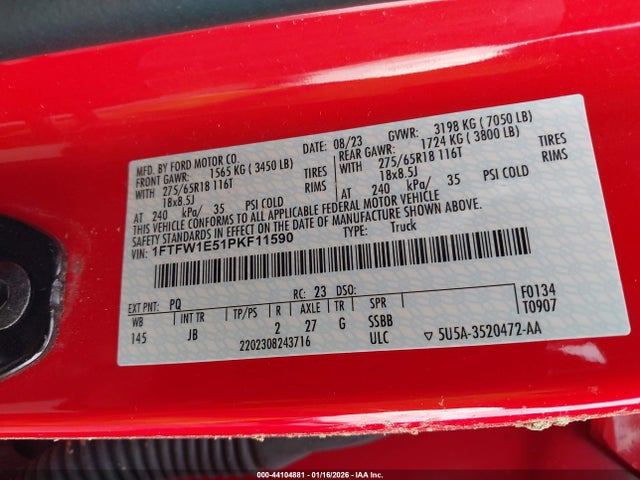 MFD. BY FORD MOTOR CO.
DATE: 08/23 GVWR: 3198 KG ( 7050 LB)
FRONT GAWR: 1565 KG ( 3450 LB) REAR GAWR: 1724 KG ( 3800 LB)
WITH 275/65R18 116T TIRES WITH 275/65R18 116T TIRES
18x8.5J RIMS 18x8.5J RIMS
AT 240 kPa/ 35 PSI COLD AT 240 kPa/ 35 PSI COLD
THIS VEHICLE CONFORMS TO ALL APPLICABLE FEDERAL MOTOR VEHICLE
SAFETY STANDARDS IN EFFECT ON THE DATE OF MANUFACTURE SHOWN ABOVE.
VIN: 1FTFW1E51PKF11590 TYPE: Truck
EXT PNT: PQ RC: 23 DSO: F0134
WB INT TR TP/PS R AXLE TR SPR T0907
145 JB 2 27 G SSBB
2202308243716 ULC 5U5A-3520472-AA
000-44104881 - 01/16/2026 - IAA Inc.